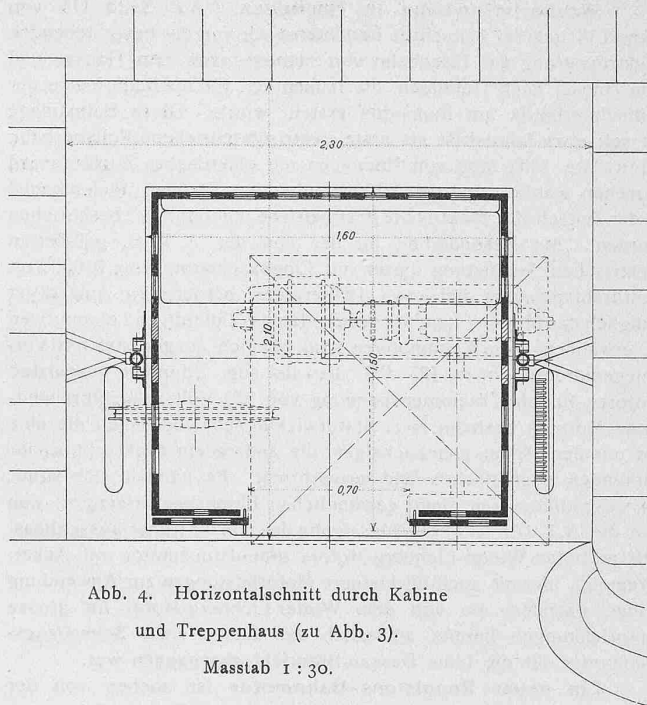 2,30
1,60
2,10
1,50
0,70
Abb. 4. Horizontalschnitt durch Kabine
und Treppenhaus (zu Abb. 3).
Masstab 1 : 30.